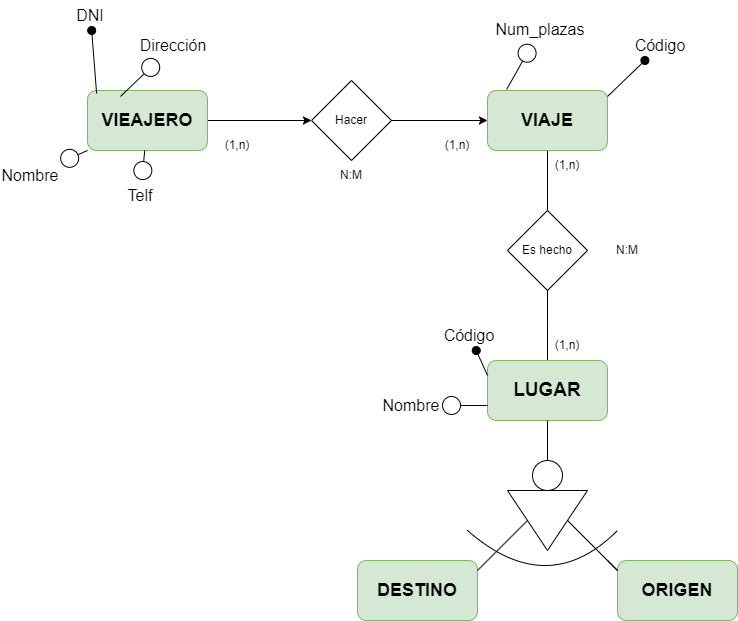 DNI
Dirección
VIEAJERO
Nombre
Telf
(1,n)
Hacer
N:M
(1,n)
Num_plazas
Código
VIAJE
(1,n)
Es hecho
N:M
(1,n)
Código
Nombre
LUGAR
DESTINO
ORIGEN